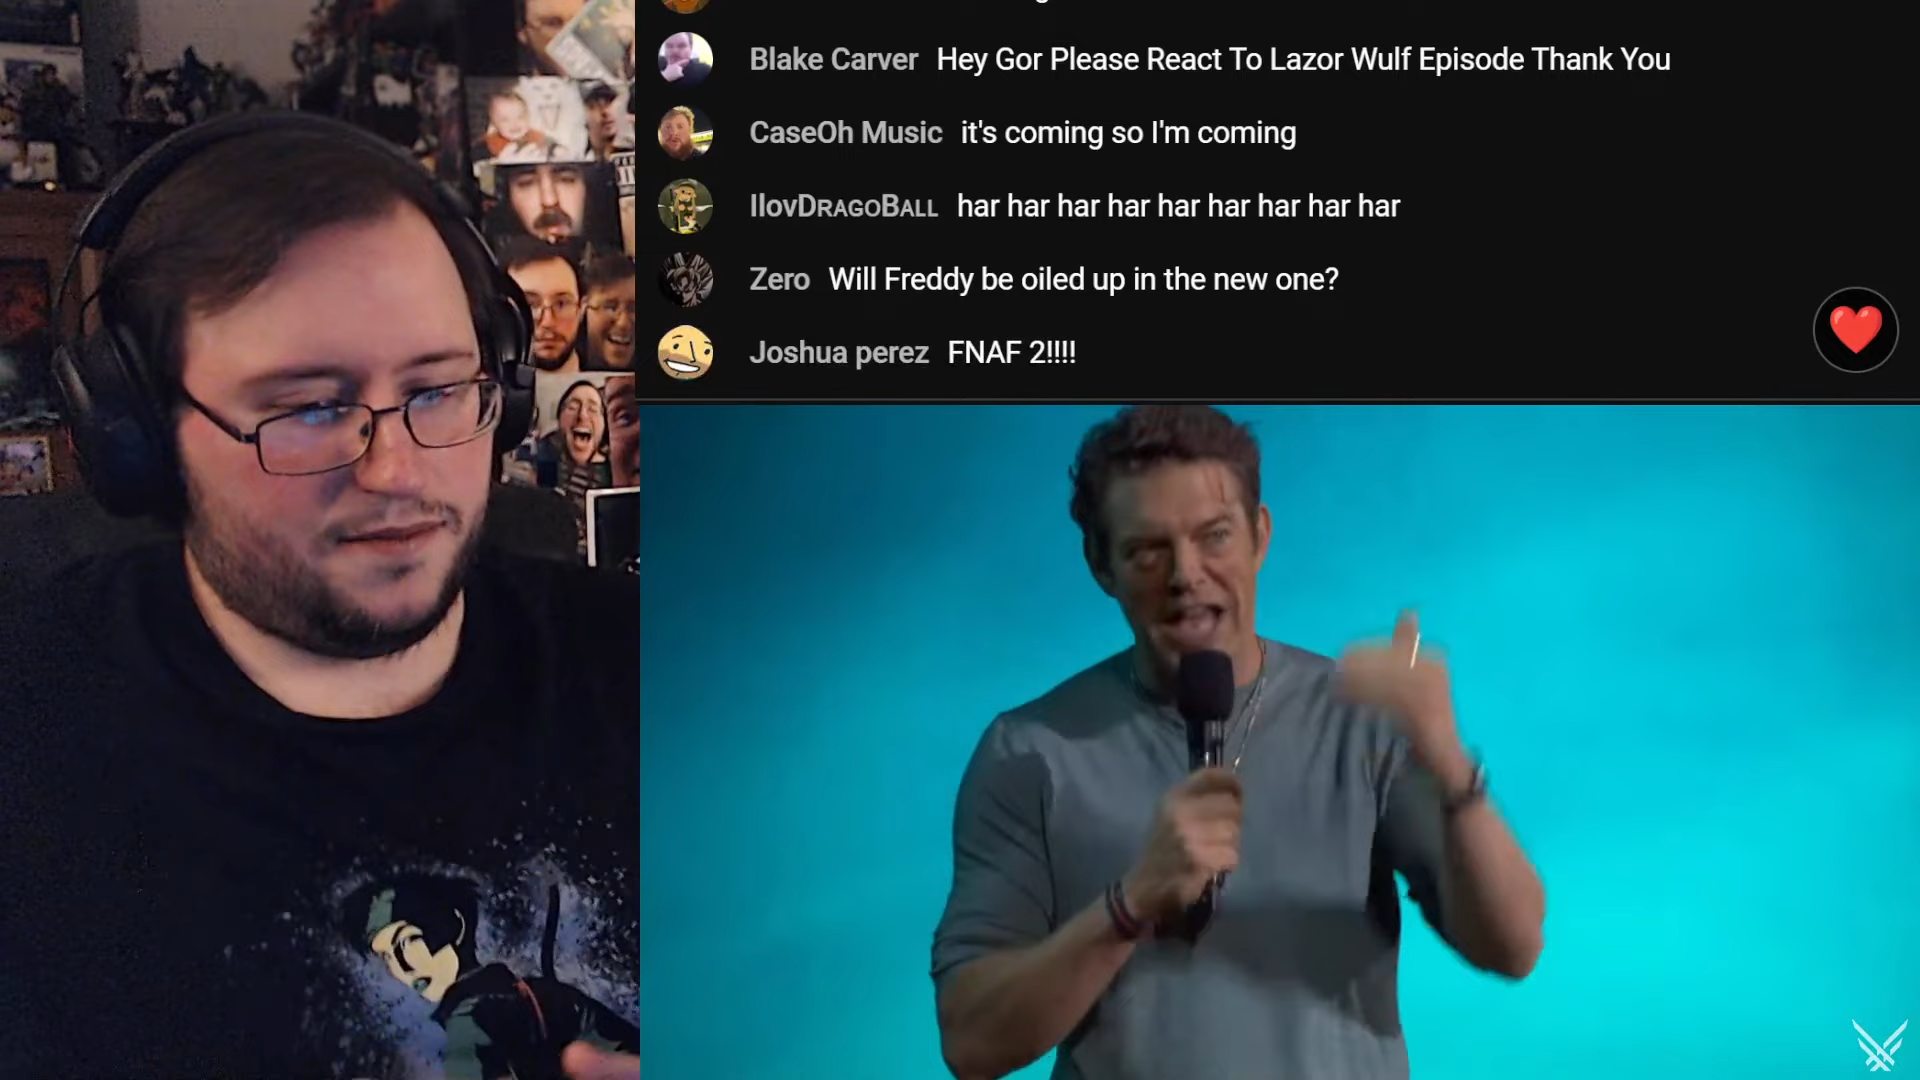 Blake Carver Hey Gor Please React To Lazor Wulf Episode Thank You
CaseOh Music it's coming so I'm coming
IlovDRAGOBALL har har har har har har har har har
Zero Will Freddy be oiled up in the new one?
Joshua perez FNAF 2!!!!